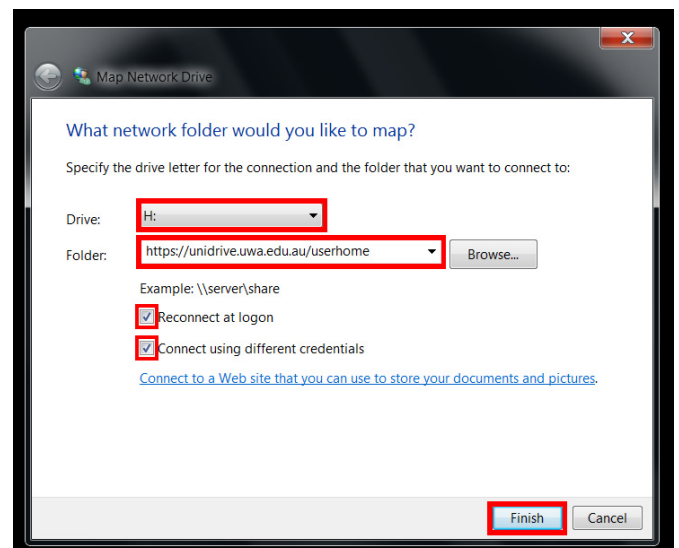 X
Map Network Drive
What network folder would you like to map?
Specify the drive letter for the connection and the folder that you want to connect to:
Drive: H:
Folder: https://unidrive.uwa.edu.au/userhome Browse...
Example: \\server\share
Reconnect at logon
Connect using different credentials
Connect to a Web site that you can use to store your documents and pictures.
Finish Cancel